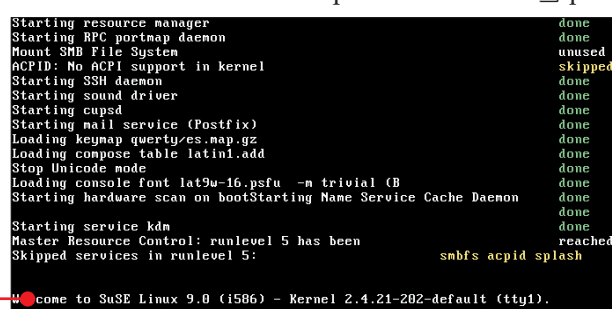 Starting resource manager done
Starting RPC portmap daemon done
Mount SMB File System unused
ACPID: No ACPI support in kernel skipped
Starting SSH daemon done
Starting sound driver done
Starting cupsd done
Starting mail service (Postfix) done
Loading keymap qwerty/es.map.gz done
Loading compose table latin1.add done
Stop Unicode mode done
Loading console font lat9w-16.psfu -m trivial (B done
Starting hardware scan on bootStarting Name Service Cache Daemon done
done
Starting service kdm done
Master Resource Control: runlevel 5 has been reached
Skipped services in runlevel 5: smbfs acpid splash
come to SuSE Linux 9.0 (i586) - Kernel 2.4.21-202-default (tty1).